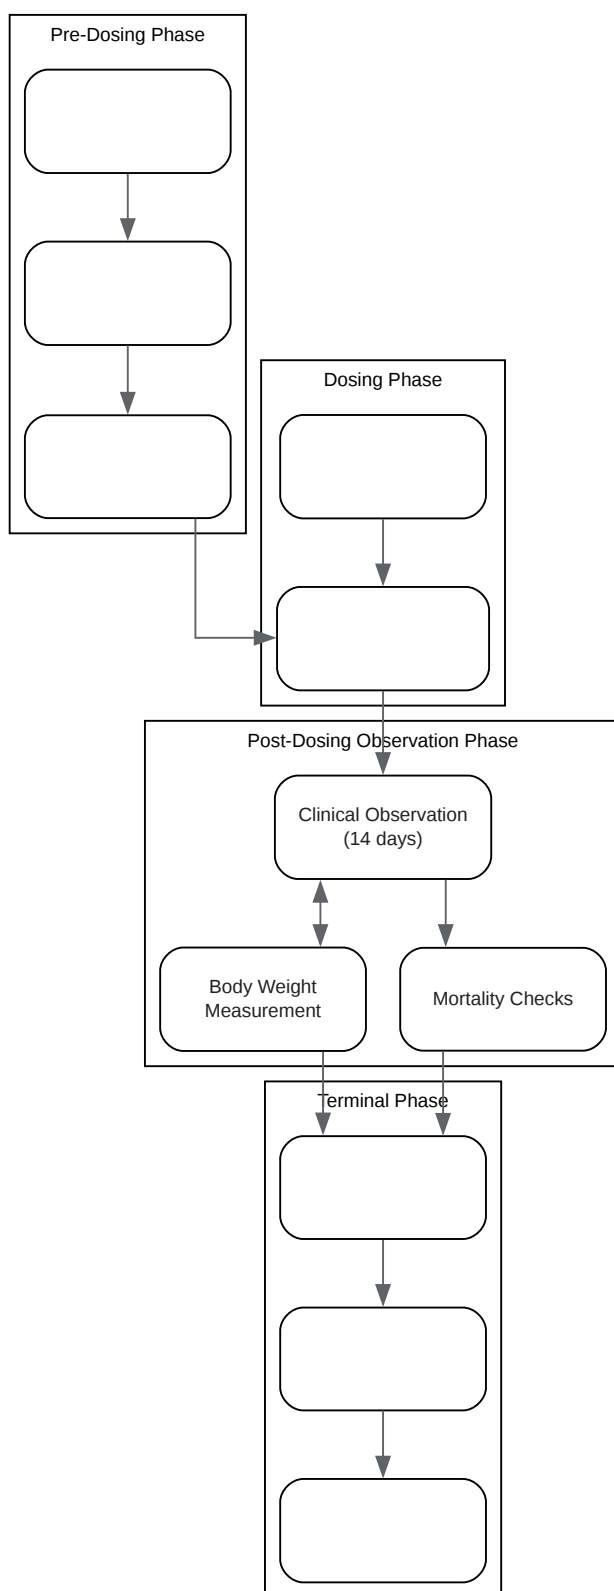 Pre-Dosing Phase
Dosing Phase
Post-Dosing Observation Phase
Clinical Observation
(14 days)
Body Weight
Measurement
Mortality Checks
Terminal Phase